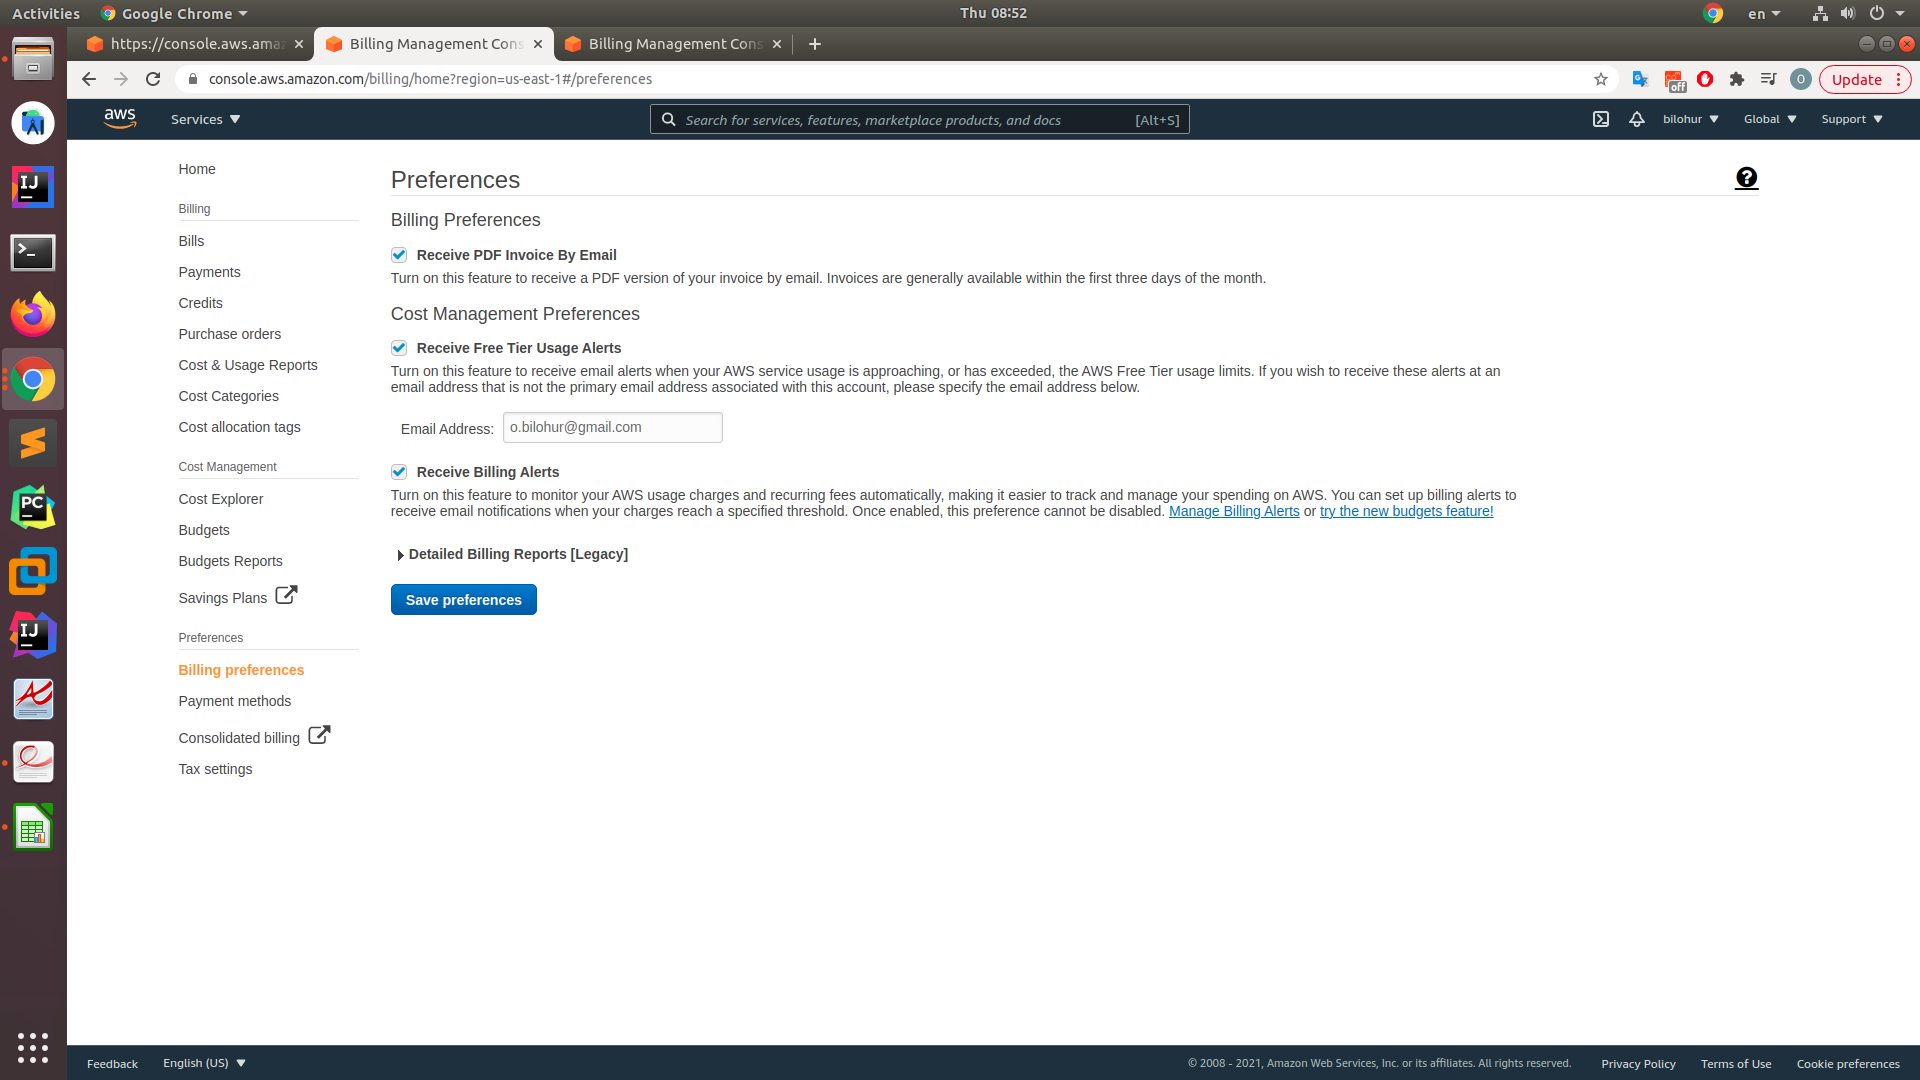 Activities Google Chrome Thu 08:52 en
https://console.aws.ama Billing Management Cons Billing Management Cons
console.aws.amazon.com/billing/home?region=us-east-1#/preferences off O Update
aws Services Search for services, features, marketplace products, and docs [Alt+S] bilohur Global Support
Home
Billing
Bills
Payments
Credits
Purchase orders
Cost & Usage Reports
Cost Categories
Cost allocation tags
Cost Management
Cost Explorer
Budgets
Budgets Reports
Savings Plans
Preferences
Billing preferences
Payment methods
Consolidated billing
Tax settings
Preferences
Billing Preferences
Receive PDF Invoice By Email
Turn on this feature to receive a PDF version of your invoice by email. Invoices are generally available within the first three days of the month.
Cost Management Preferences
Receive Free Tier Usage Alerts
Turn on this feature to receive email alerts when your AWS service usage is approaching, or has exceeded, the AWS Free Tier usage limits. If you wish to receive these alerts at an
email address that is not the primary email address associated with this account, please specify the email address below.
Email Address: o.bilohur@gmail.com
Receive Billing Alerts
Turn on this feature to monitor your AWS usage charges and recurring fees automatically, making it easier to track and manage your spending on AWS. You can set up billing alerts to
receive email notifications when your charges reach a specified threshold. Once enabled, this preference cannot be disabled. Manage Billing Alerts or try the new budgets feature!
Detailed Billing Reports [Legacy]
Save preferences
AI
IJ
PC
IJ
Feedback English (US) © 2008 - 2021, Amazon Web Services, Inc. or its affiliates. All rights reserved. Privacy Policy Terms of Use Cookie preferences